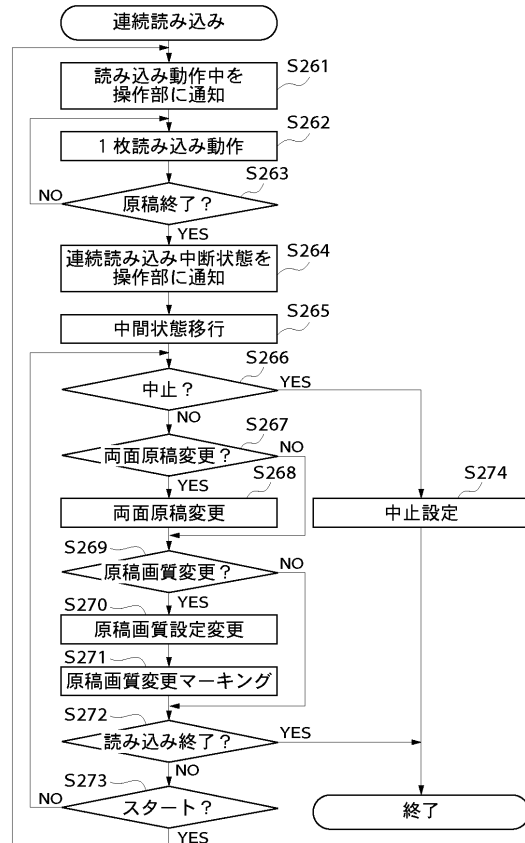 連続読み込み
S261
読み込み動作中を
操作部に通知
S262
1枚読み込み動作
S263
NO
原稿終了?
YES
S264
連続読み込み中断状態を
操作部に通知
S265
中間状態移行
S266
中止?
YES
NO
S267
両面原稿変更?
NO
YES
S268
両面原稿変更
S274
中止設定
S269
原稿画質変更?
NO
YES
S270
原稿画質設定変更
S271
原稿画質変更マーキング
S272
読み込み終了?
YES
NO
S273
NO
スタート?
YES
終了